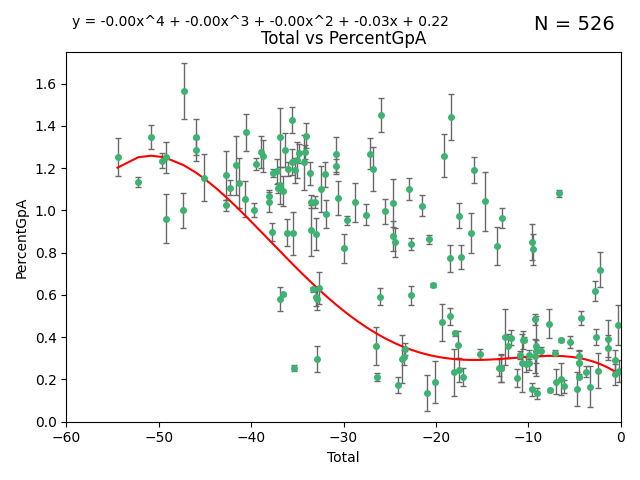 y = -0.00x^4 + -0.00x^3 + -0.00x^2 + -0.03x + 0.22
N = 526
Total vs PercentGpA
PercentGpA
1.6
1.4
1.2
1.0
0.8
0.6
0.4
0.2
0.0
−60 −50 −40 −30 −20 −10 0
Total